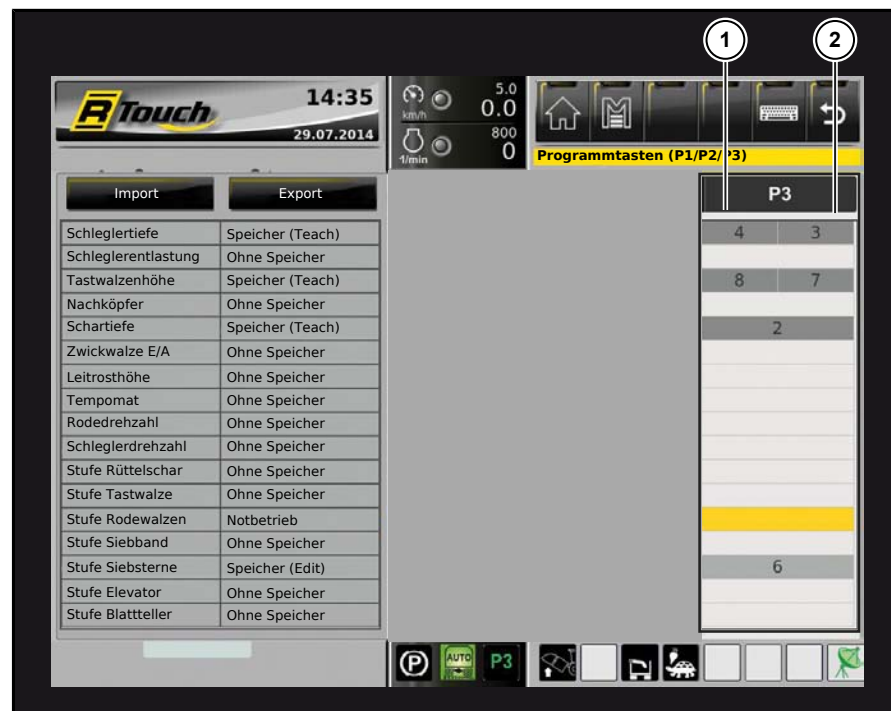 1 2
RTouch 14:35
29.07.2014
km/h 5.0
0.0
1/min 800
0
Programmtasten (P1/P2/P3)
Import Export
P3
Schleglertiefe Speicher (Teach) 4 3
Schleglerentlastung Ohne Speicher
Tastwalzenhöhe Speicher (Teach) 8 7
Nachköpfer Ohne Speicher
Schartiefe Speicher (Teach) 2
Zwickwalze E/A Ohne Speicher
Leitrosthöhe Ohne Speicher
Tempomat Ohne Speicher
Rodedrehzahl Ohne Speicher
Schleglerdrehzahl Ohne Speicher
Stufe Rüttelschar Ohne Speicher
Stufe Tastwalze Ohne Speicher
Stufe Rodewalzen Notbetrieb
Stufe Siebband Ohne Speicher
Stufe Siebsterne Speicher (Edit) 6
Stufe Elevator Ohne Speicher
Stufe Blattteller Ohne Speicher
P AUTO P3